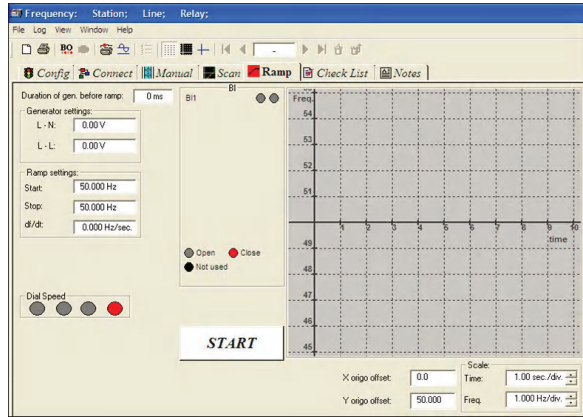 Frequency: Station; Line; Relay;
File Log View Window Help
BO
-
Config Connect Manual Scan Ramp Check List Notes
Duration of gen. before ramp: 0 ms
Generator settings:
L - N: 0.00 V
L - L: 0.00 V
Ramp settings:
Start: 50.000 Hz
Stop: 50.000 Hz
df/dt: 0.000 Hz/sec.
Dial Speed
BI
BI1
Open Close
Not used
START
Freq.
54
53
52
51
1 2 3 4 5 6 7 8 9 10
time
49
48
47
46
45
X origo offset: 0.0
Y origo offset: 50.000
Scale:
Time: 1.00 sec./div.
Freq. 1.000 Hz/div.